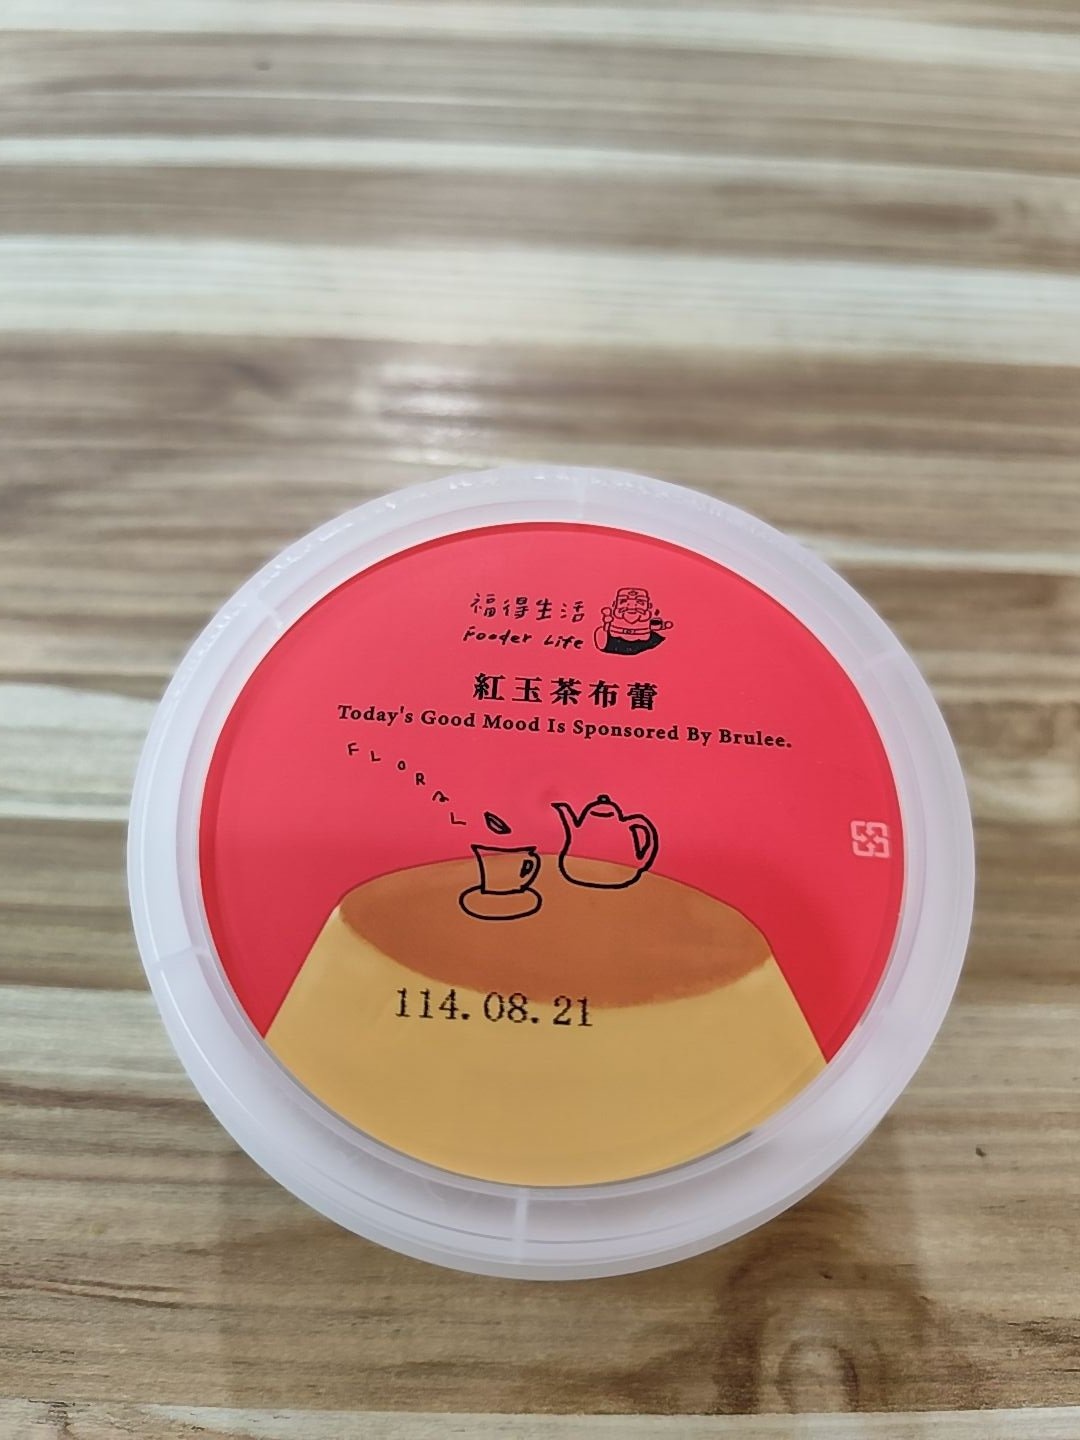 福得生活
Fooder Life
紅玉茶布蕾
Today's Good Mood Is Sponsored By Brulee.
FLORAL
114.08.21